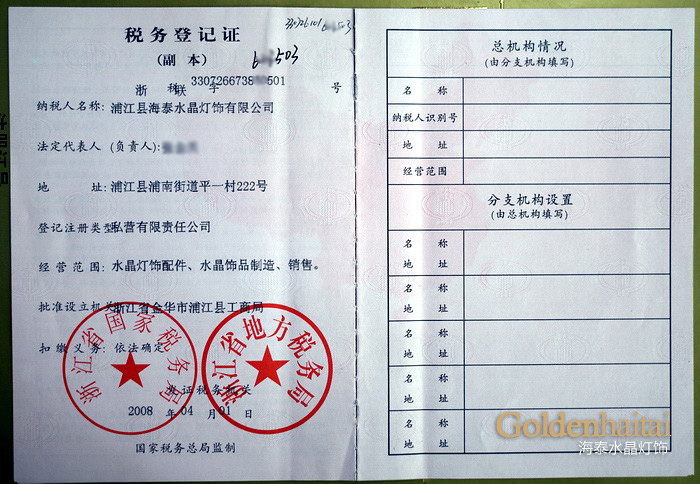 税务登记证
(副 本)
503
浙 税联字 330726673 501 号
纳税人名称: 浦江县海泰水晶灯饰有限公司
法定代表人 (负责人):
地 址: 浦江县浦南街道平一村222号
登记注册类型 私营有限责任公司
经营范围: 水晶灯饰配件、水晶饰品制造、销售。
批准设立机关 浙江省金华市浦江县工商局
扣缴义务: 依法确定
浙江省国家税务局
浙江省地方税务局
发证税务机关
2008 年 04 月 01 日
国家税务总局监制
总机构情况
(由分支机构填写)
名 称
纳税人识别号
地 址
经营范围
分支机构设置
(由总机构填写)
名 称
地 址
名 称
地 址
名 称
地 址
名 称
地 址
名 称
地 址
Goldenhaitai
海泰水晶灯饰